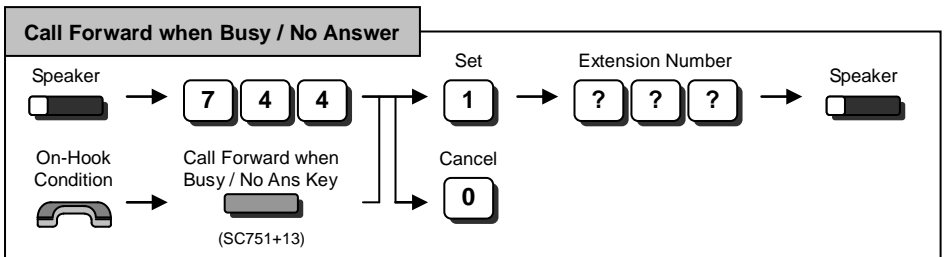 Call Forward when Busy / No Answer
Speaker
7 4 4
Set
1
Extension Number
? ? ?
Speaker
On-Hook
Condition
Call Forward when
Busy / No Ans Key
(SC751+13)
Cancel
0